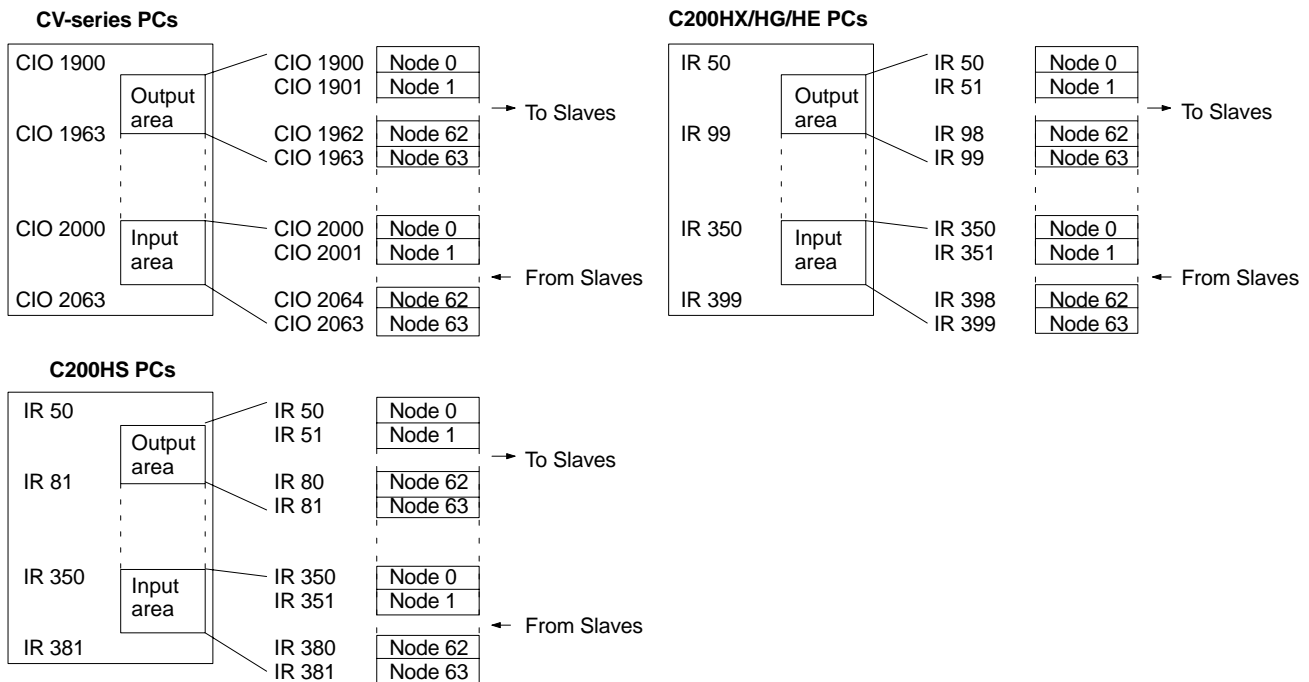 CV-series PCs
CIO 1900
CIO 1963
CIO 2000
CIO 2063
Output
area
Input
area
CIO 1900 Node 0
CIO 1901 Node 1
CIO 1962 Node 62
CIO 1963 Node 63
To Slaves
CIO 2000 Node 0
CIO 2001 Node 1
CIO 2064 Node 62
CIO 2063 Node 63
From Slaves
C200HX/HG/HE PCs
IR 50
IR 99
IR 350
IR 399
Output
area
Input
area
IR 50 Node 0
IR 51 Node 1
IR 98 Node 62
IR 99 Node 63
To Slaves
IR 350 Node 0
IR 351 Node 1
IR 398 Node 62
IR 399 Node 63
From Slaves
C200HS PCs
IR 50
IR 81
IR 350
IR 381
Output
area
Input
area
IR 50 Node 0
IR 51 Node 1
IR 80 Node 62
IR 81 Node 63
To Slaves
IR 350 Node 0
IR 351 Node 1
IR 380 Node 62
IR 381 Node 63
From Slaves